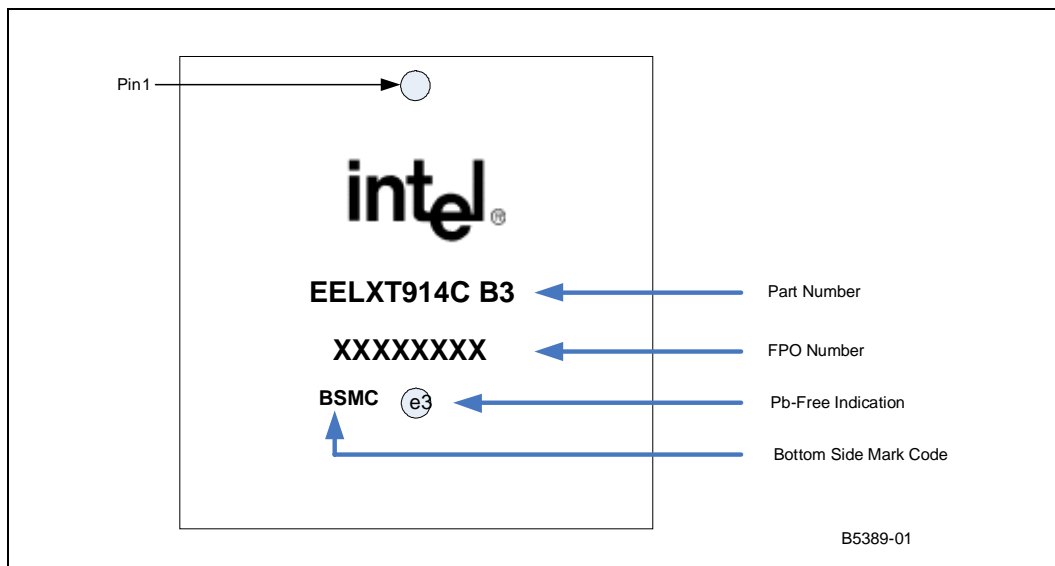 Pin1
intel®
EELXT914C B3
Part Number
XXXXXXXX
FPO Number
BSMC e3
Pb-Free Indication
Bottom Side Mark Code
B5389-01